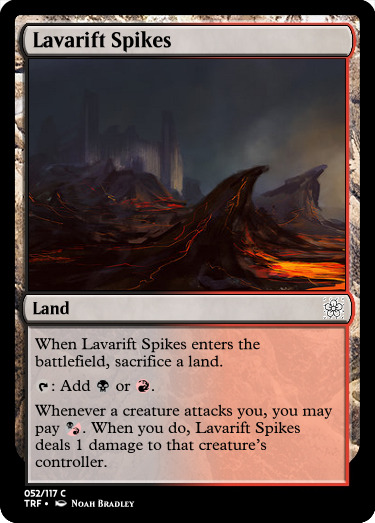 Lavarift Spikes
Land
When Lavarift Spikes enters the
battlefield, sacrifice a land.
: Add or .
Whenever a creature attacks you, you may
pay . When you do, Lavarift Spikes
deals 1 damage to that creature's
controller.
052/117 C
TRF • Noah Bradley